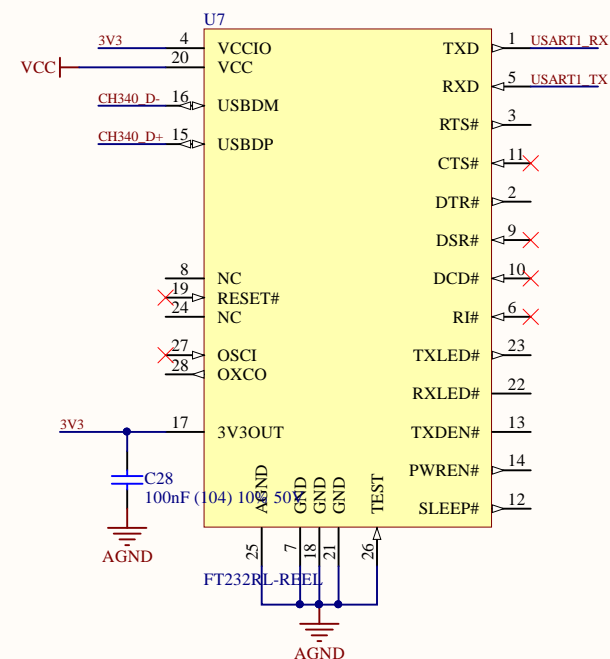 U7
3V3 4 VCCIO TXD 1 USART1_RX
VCC 20 VCC
RXD 5 USART1_TX
CH340_D- 16 USBDM
RTS# 3
CH340_D+ 15 USBDP
CTS# 11
DTR# 2
DSR# 9
8 NC DCD# 10
19 RESET#
24 NC RI# 6
27 OSCI TXLED# 23
28 OXCO
RXLED# 22
3V3 17 3V3OUT TXDEN# 13
PWREN# 14
C28
100nF (104) 10% 50V
SLEEP# 12
AGND GND GND GND TEST
25 7 18 21 26
AGND
FT232RL-REEL
AGND